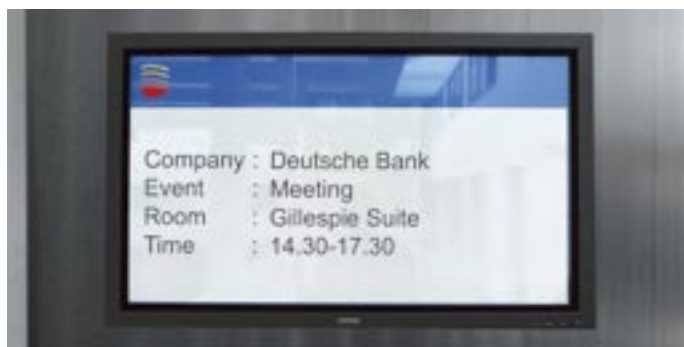 Company : Deutsche Bank
Event : Meeting
Room : Gillespie Suite
Time : 14.30-17.30